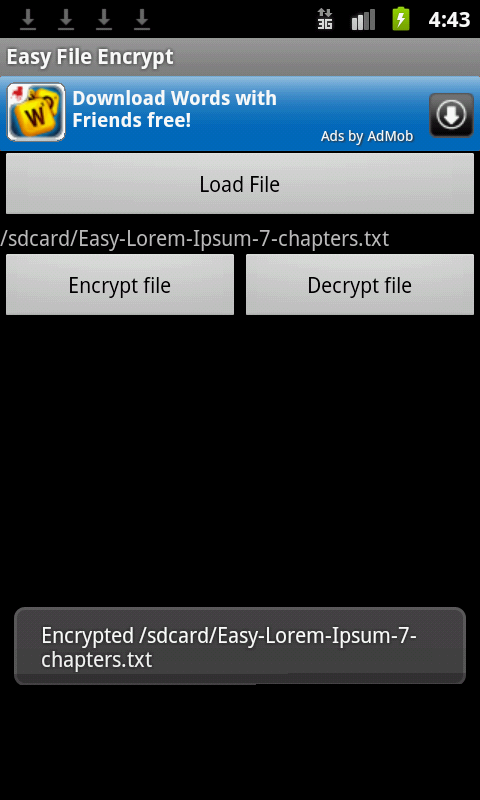 3G 4:43
Easy File Encrypt
W
Download Words with
Friends free!
Ads by AdMob
Load File
/sdcard/Easy-Lorem-Ipsum-7-chapters.txt
Encrypt file Decrypt file
Encrypted /sdcard/Easy-Lorem-Ipsum-7-
chapters.txt